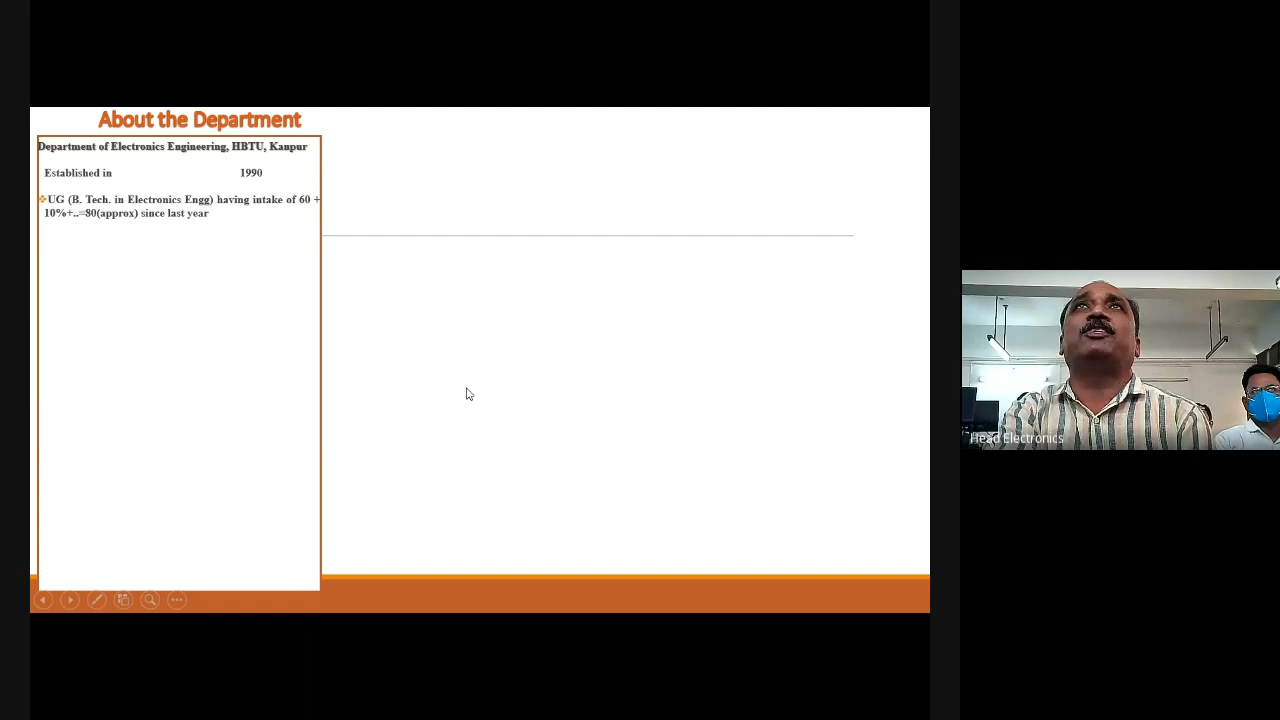 About the Department
Department of Electronics Engineering, HBTU, Kanpur
Established in 1990
UG (B. Tech. in Electronics Engg) having intake of 60 +
10%+..=80(approx) since last year
Head Electronics